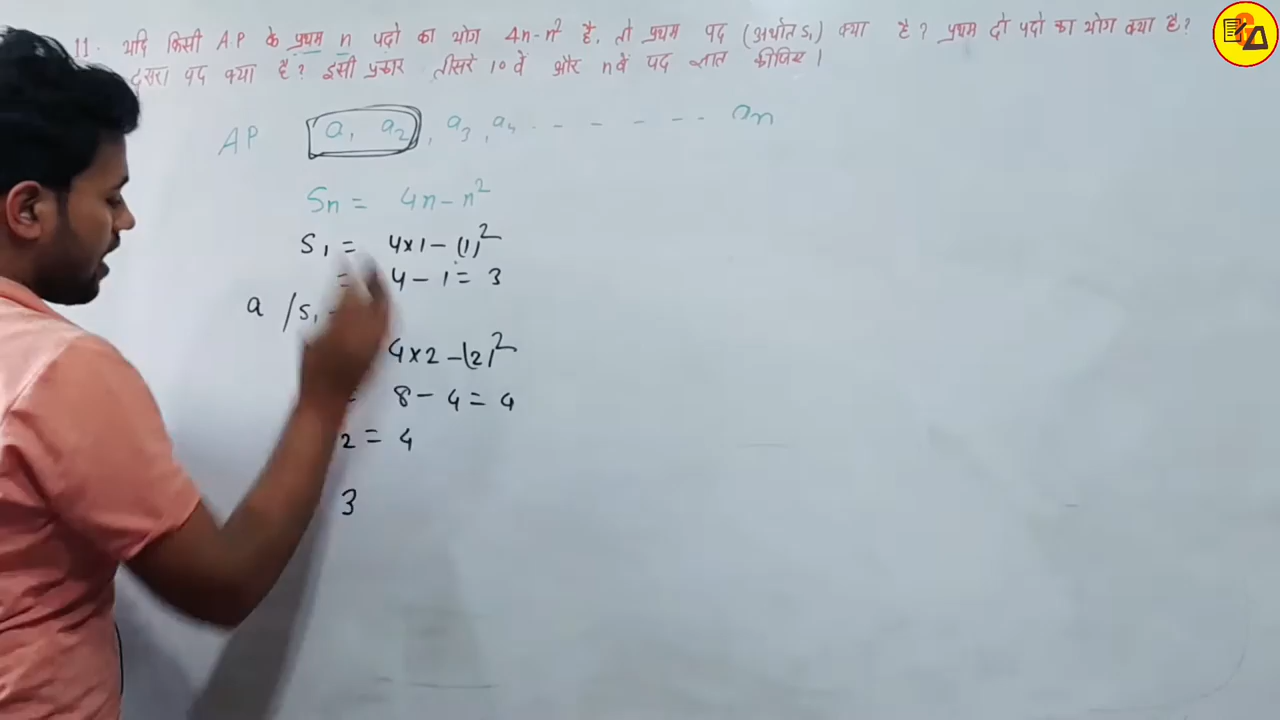 11. यदि किसी A.P के प्रथम n पदो का योग 4n-n² है, तो प्रथम पद (अर्थात S₁) क्या है? प्रथम दो पदो का योग क्या है?
दूसरा पद क्या है? इसी प्रकार तीसरे 10 वें और n वें पद ज्ञात कीजिए।
AP a₁ a₂, a₃, a₄ - - - - - - - aₙ
Sn = 4n-n²
S₁ = 4×1-(1)²
= 4-1=3
a /S₁
4×2-(2)²
= 8-4=4
2=4
3